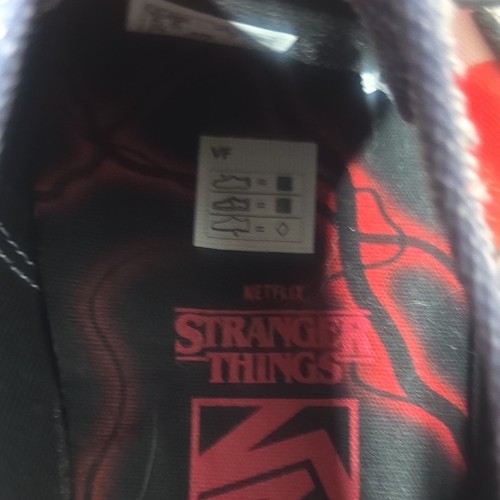 VF
=
=
=
NETFLIX
STRANGER
THINGS